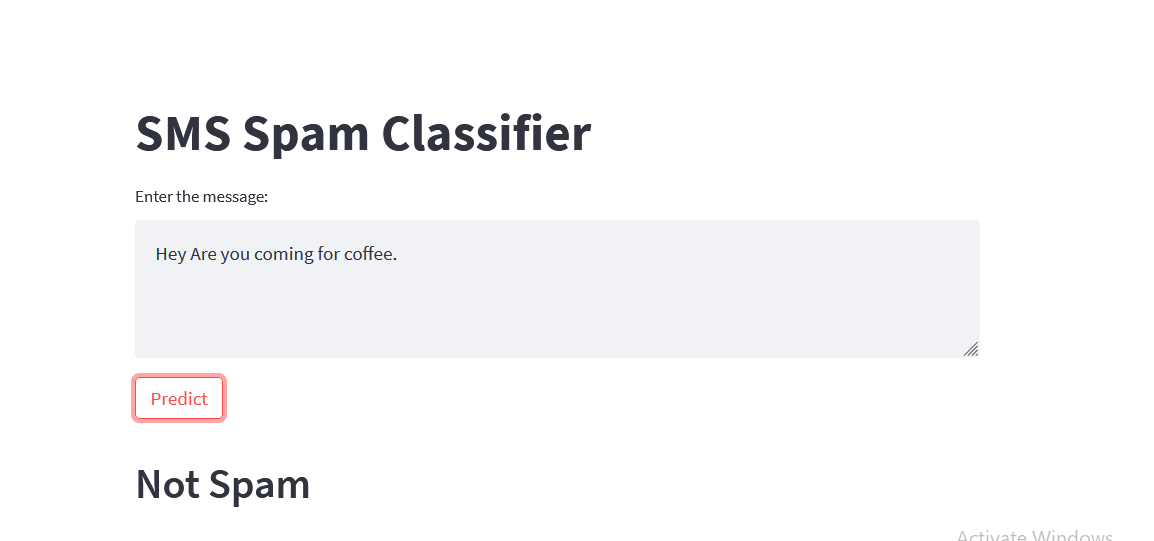 SMS Spam Classifier
Enter the message:
Hey Are you coming for coffee.
Predict
Not Spam
Activate Windows